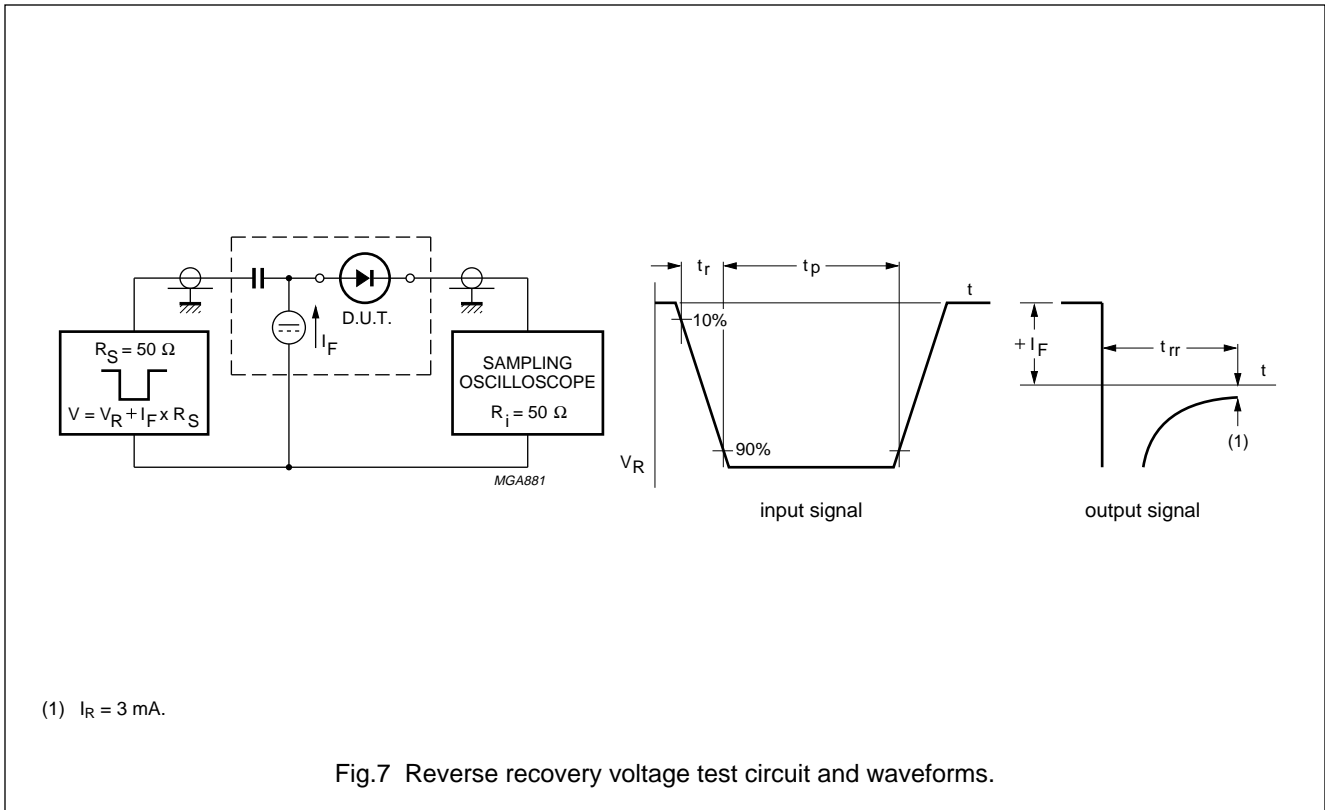 R_S = 50 Ω
V = V_R + I_F x R_S
I_F
D.U.T.
SAMPLING
OSCILLOSCOPE
R_i = 50 Ω
MGA881
t_r
t_p
t
10%
90%
V_R
input signal
+ I_F
t_rr
t
(1)
output signal
(1) I_R = 3 mA.
Fig.7 Reverse recovery voltage test circuit and waveforms.